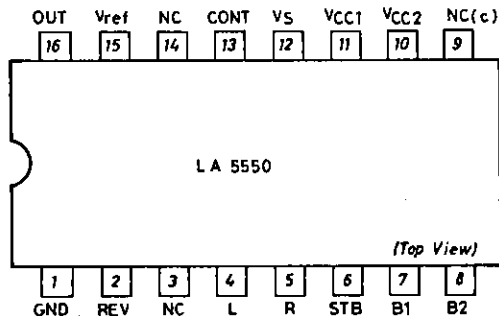 OUT Vref NC CONT VS VCC1 VCC2 NC(c)
16 15 14 13 12 11 10 9
LA 5550
(Top View)
1 2 3 4 5 6 7 8
GND REV NC L R STB B1 B2